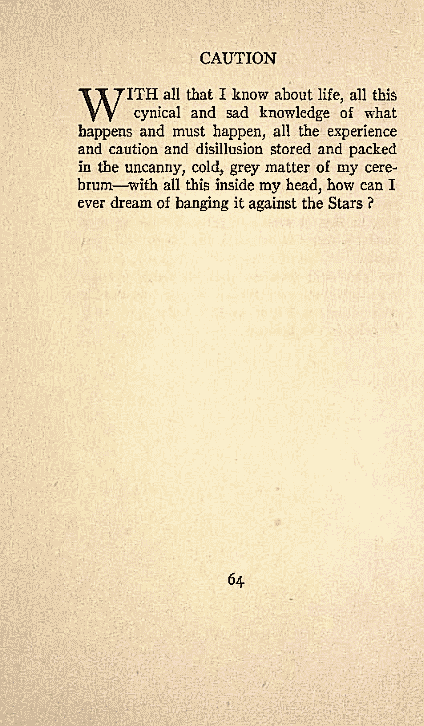 CAUTION
WITH all that I know about life, all this
cynical and sad knowledge of what
happens and must happen, all the experience
and caution and disillusion stored and packed
in the uncanny, cold, grey matter of my cere-
brum—with all this inside my head, how can I
ever dream of banging it against the Stars ?
64